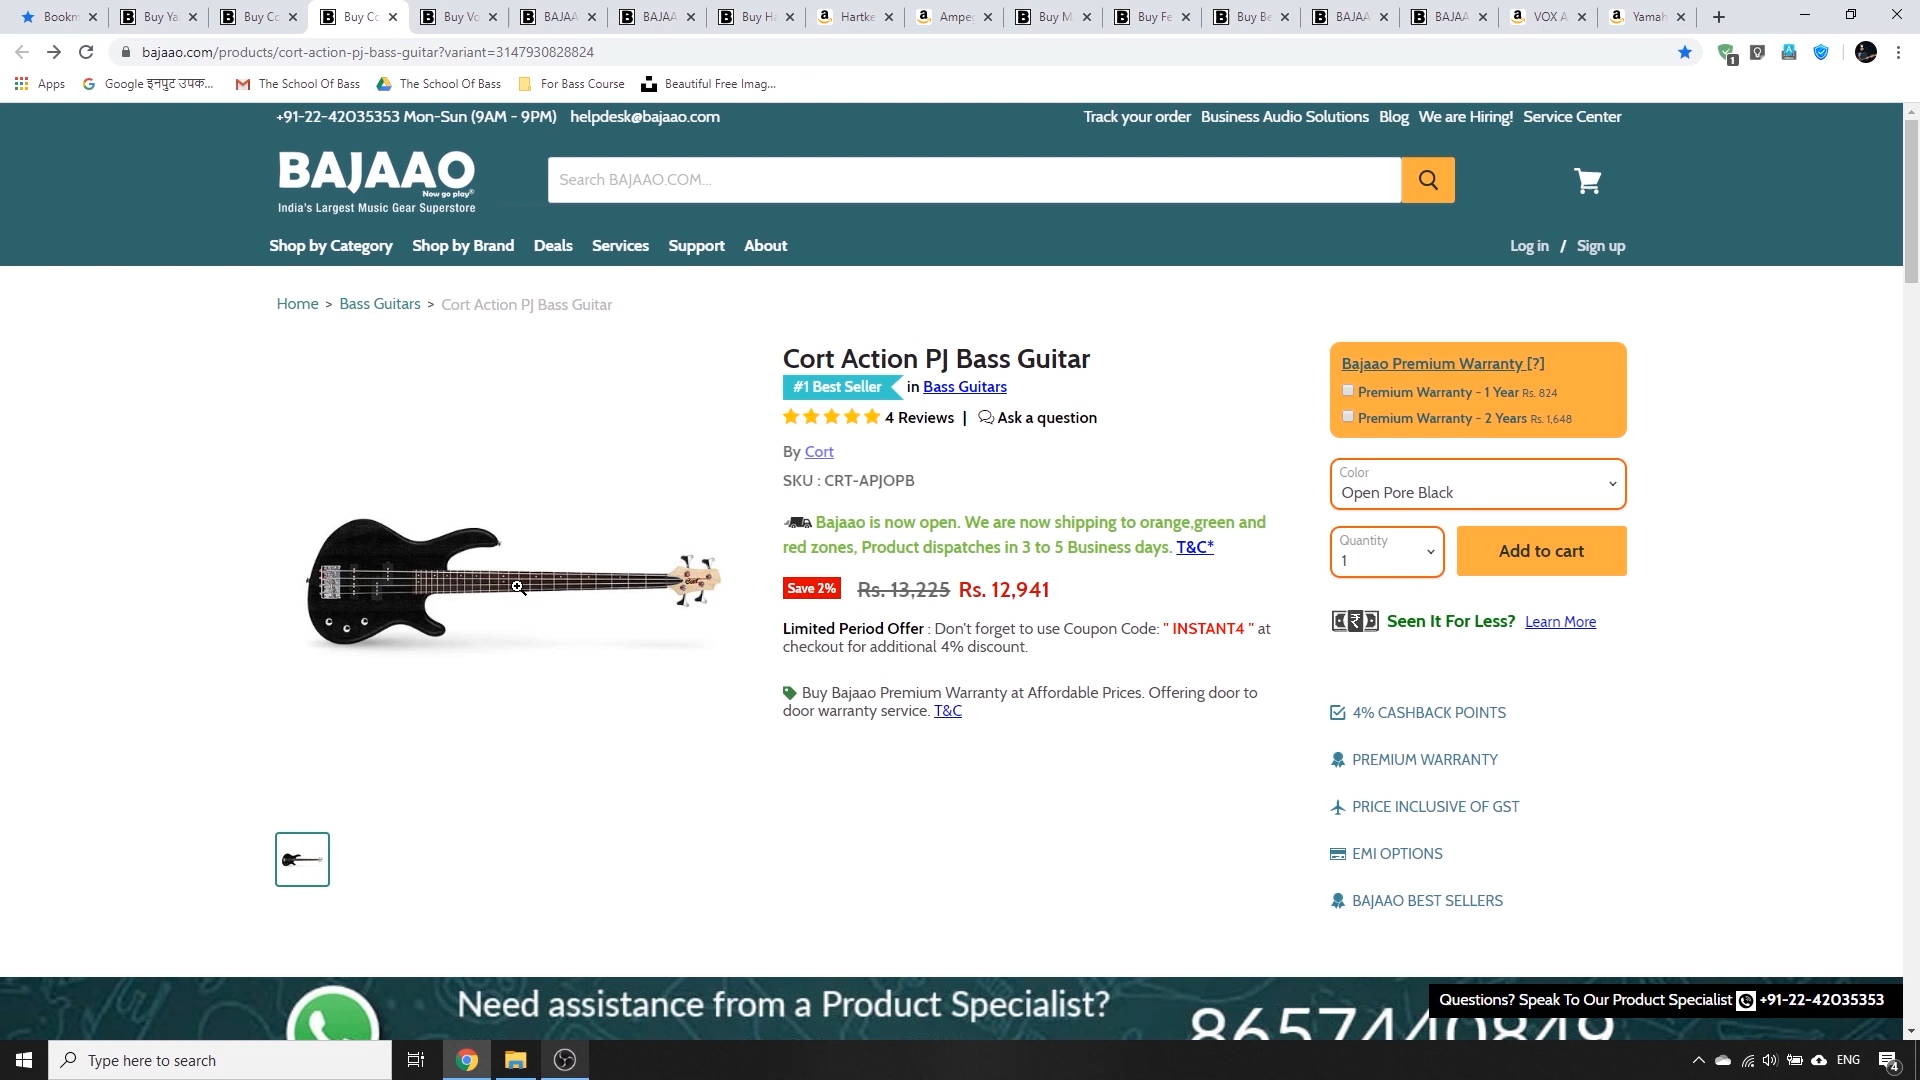 Bookm
Buy Ya
Buy Co
Buy Co
Buy Vo
BAJAA
BAJAA
Buy Ha
Hartke
Ampeg
Buy M
Buy Fe
Buy Be
BAJAA
BAJAA
VOX A
Yamah
bajaao.com/products/cort-action-pj-bass-guitar?variant=3147930828824
1
Apps
Google इनपुट उपक...
The School Of Bass
The School Of Bass
For Bass Course
Beautiful Free Imag...
+91-22-42035353 Mon-Sun (9AM - 9PM) helpdesk@bajaao.com
Track your order Business Audio Solutions Blog We are Hiring! Service Center
BAJAAO
Now go play®
India's Largest Music Gear Superstore
Search BAJAAO.COM...
Shop by Category Shop by Brand Deals Services Support About
Log in / Sign up
Home > Bass Guitars > Cort Action PJ Bass Guitar
Cort Action PJ Bass Guitar
#1 Best Seller in Bass Guitars
4 Reviews | Ask a question
By Cort
SKU : CRT-APJOPB
Bajaao is now open. We are now shipping to orange,green and
red zones, Product dispatches in 3 to 5 Business days. T&C*
Save 2% Rs. 13,225 Rs. 12,941
Limited Period Offer : Don't forget to use Coupon Code: " INSTANT4 " at
checkout for additional 4% discount.
Buy Bajaao Premium Warranty at Affordable Prices. Offering door to
door warranty service. T&C
Bajaao Premium Warranty [?]
Premium Warranty - 1 Year Rs. 824
Premium Warranty - 2 Years Rs. 1,648
Color
Open Pore Black
Quantity
1
Add to cart
Seen It For Less? Learn More
4% CASHBACK POINTS
PREMIUM WARRANTY
PRICE INCLUSIVE OF GST
EMI OPTIONS
BAJAAO BEST SELLERS
Cort
Need assistance from a Product Specialist?
8657440849
Questions? Speak To Our Product Specialist +91-22-42035353
Type here to search
ENG
4